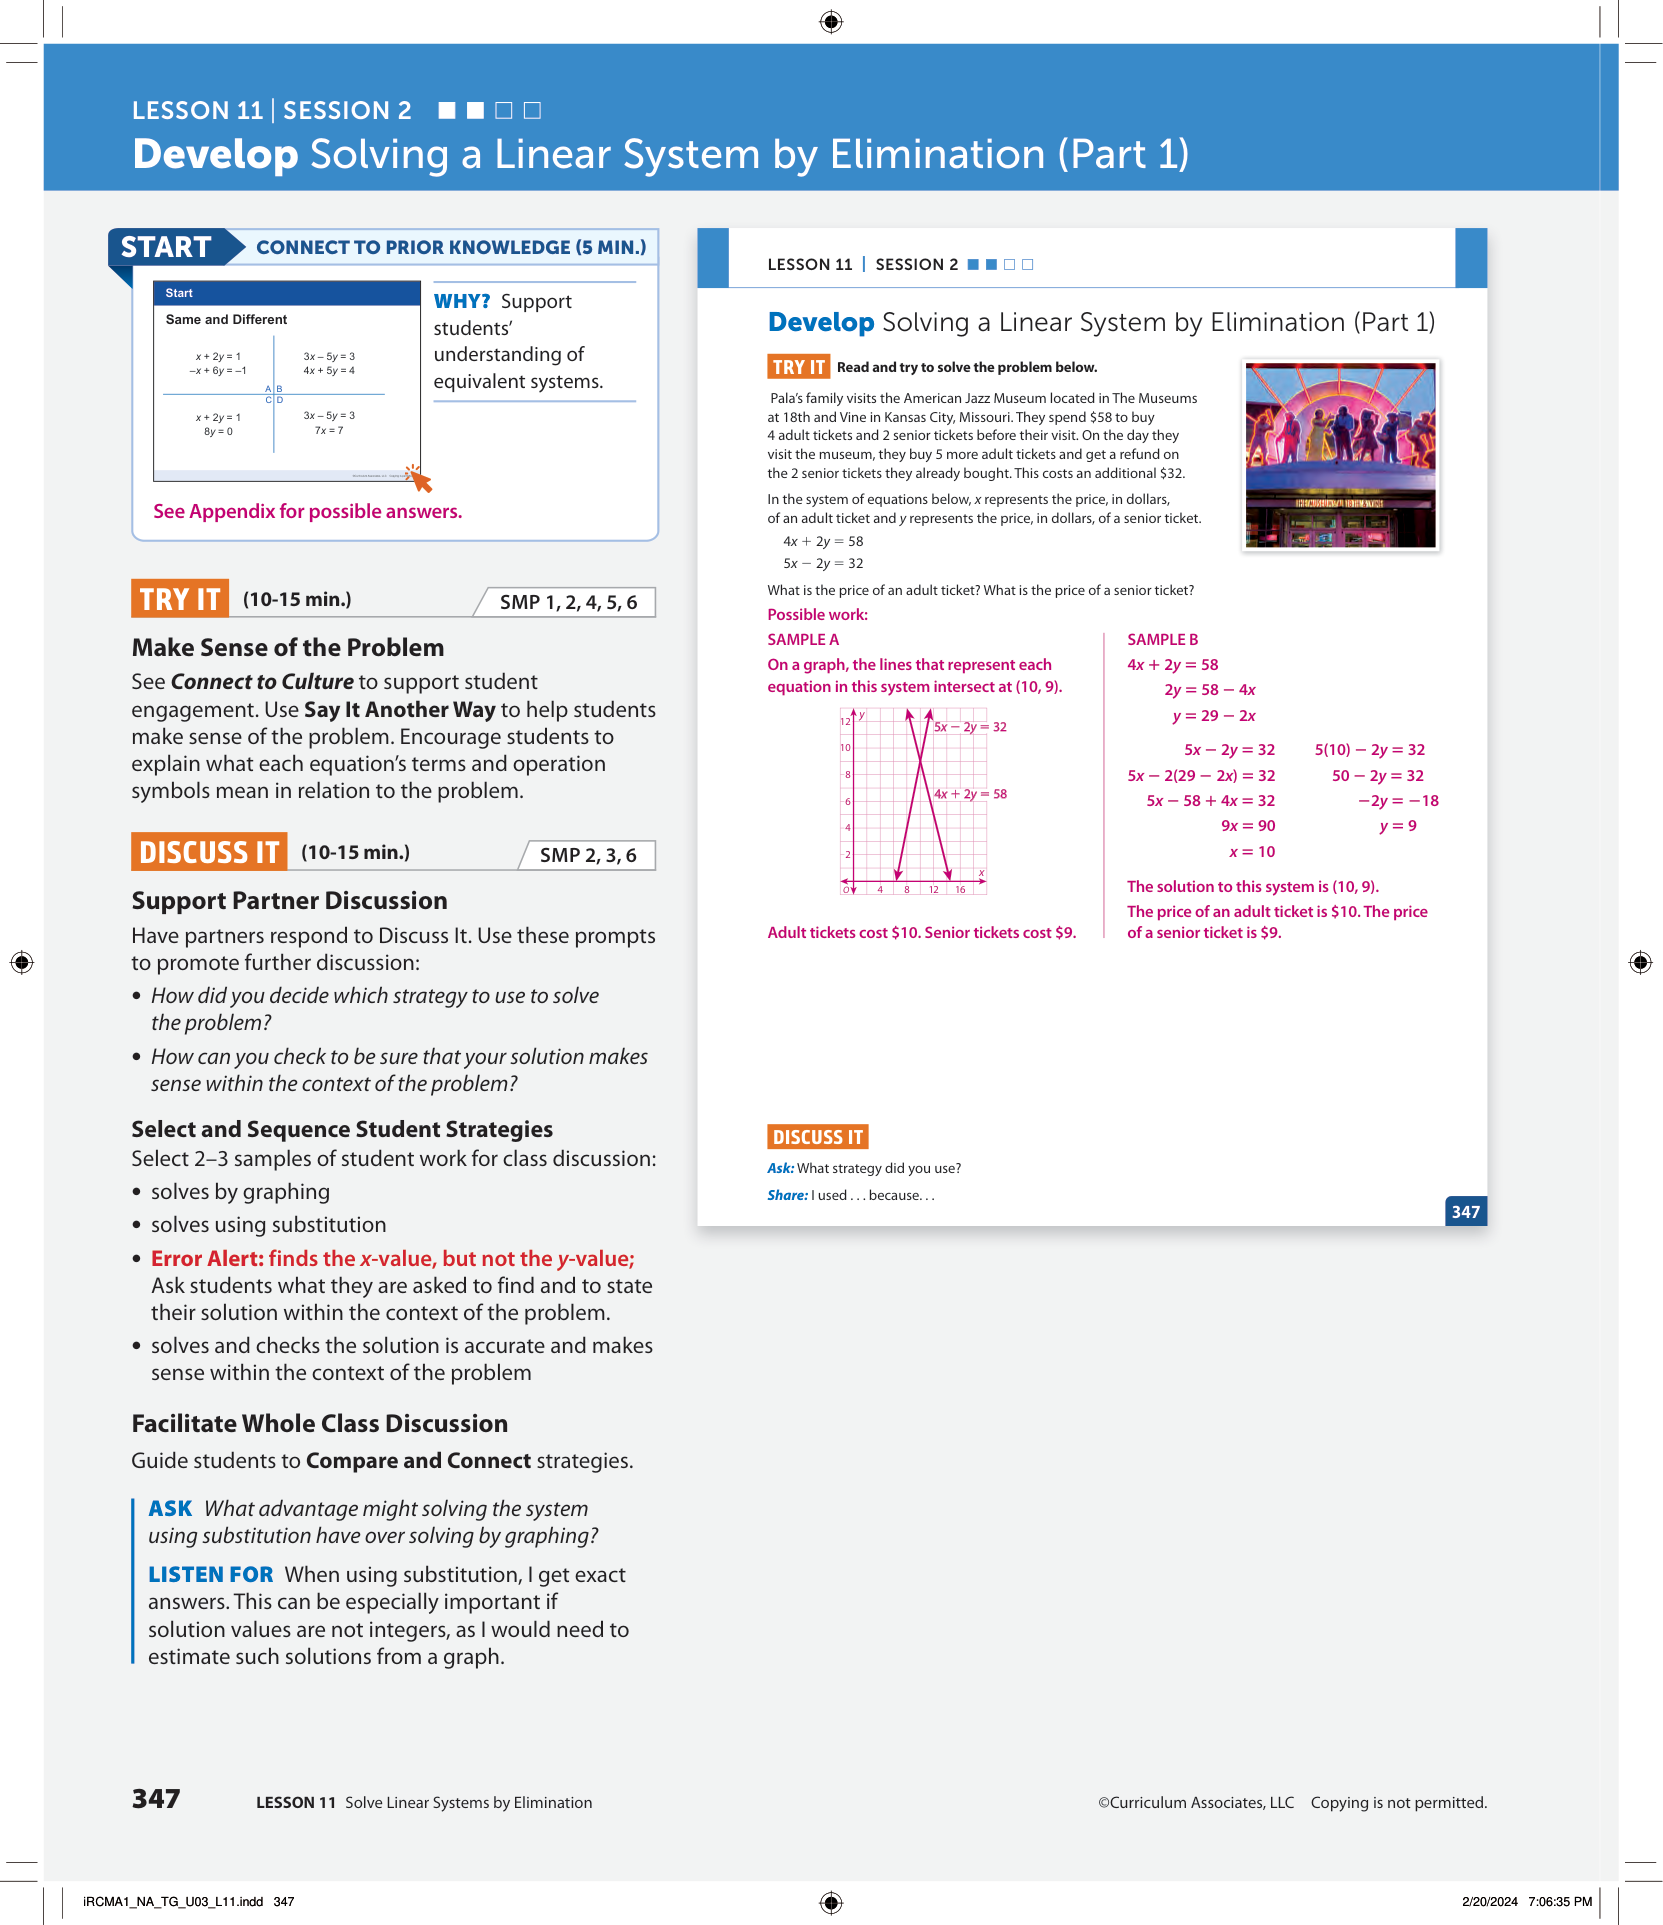 LESSON 11 | SESSION 2
Develop Solving a Linear System by Elimination (Part 1)
START
CONNECT TO PRIOR KNOWLEDGE (5 MIN.)
Start
Same and Different
x + 2y = 1
–x + 6y = –1
3x – 5y = 3
4x + 5y = 4
A B
C D
x + 2y = 1
8y = 0
3x – 5y = 3
7x = 7
WHY? Support
students’
understanding of
equivalent systems.
See Appendix for possible answers.
TRY IT (10-15 min.)
SMP 1, 2, 4, 5, 6
Make Sense of the Problem
See Connect to Culture to support student
engagement. Use Say It Another Way to help students
make sense of the problem. Encourage students to
explain what each equation’s terms and operation
symbols mean in relation to the problem.
DISCUSS IT (10-15 min.)
SMP 2, 3, 6
Support Partner Discussion
Have partners respond to Discuss It. Use these prompts
to promote further discussion:
• How did you decide which strategy to use to solve
the problem?
• How can you check to be sure that your solution makes
sense within the context of the problem?
Select and Sequence Student Strategies
Select 2–3 samples of student work for class discussion:
• solves by graphing
• solves using substitution
• Error Alert: finds the x-value, but not the y-value;
Ask students what they are asked to find and to state
their solution within the context of the problem.
• solves and checks the solution is accurate and makes
sense within the context of the problem
Facilitate Whole Class Discussion
Guide students to Compare and Connect strategies.
ASK What advantage might solving the system
using substitution have over solving by graphing?
LISTEN FOR When using substitution, I get exact
answers. This can be especially important if
solution values are not integers, as I would need to
estimate such solutions from a graph.
LESSON 11 | SESSION 2
Develop Solving a Linear System by Elimination (Part 1)
TRY IT Read and try to solve the problem below.
Pala’s family visits the American Jazz Museum located in The Museums
at 18th and Vine in Kansas City, Missouri. They spend $58 to buy
4 adult tickets and 2 senior tickets before their visit. On the day they
visit the museum, they buy 5 more adult tickets and get a refund on
the 2 senior tickets they already bought. This costs an additional $32.
In the system of equations below, x represents the price, in dollars,
of an adult ticket and y represents the price, in dollars, of a senior ticket.
4x + 2y = 58
5x − 2y = 32
What is the price of an adult ticket? What is the price of a senior ticket?
Possible work:
SAMPLE A
On a graph, the lines that represent each
equation in this system intersect at (10, 9).
y
12
10
8
6
4
2
O
4 8 12 16
x
5x − 2y = 32
4x + 2y = 58
Adult tickets cost $10. Senior tickets cost $9.
SAMPLE B
4x + 2y = 58
2y = 58 − 4x
y = 29 − 2x
5x − 2y = 32
5x − 2(29 − 2x) = 32
5x − 58 + 4x = 32
9x = 90
x = 10
5(10) − 2y = 32
50 − 2y = 32
−2y = −18
y = 9
The solution to this system is (10, 9).
The price of an adult ticket is $10. The price
of a senior ticket is $9.
DISCUSS IT
Ask: What strategy did you use?
Share: I used . . . because. . .
347
347
LESSON 11 Solve Linear Systems by Elimination
©Curriculum Associates, LLC Copying is not permitted.
iRCMA1_NA_TG_U03_L11.indd 347
2/20/2024 7:06:35 PM